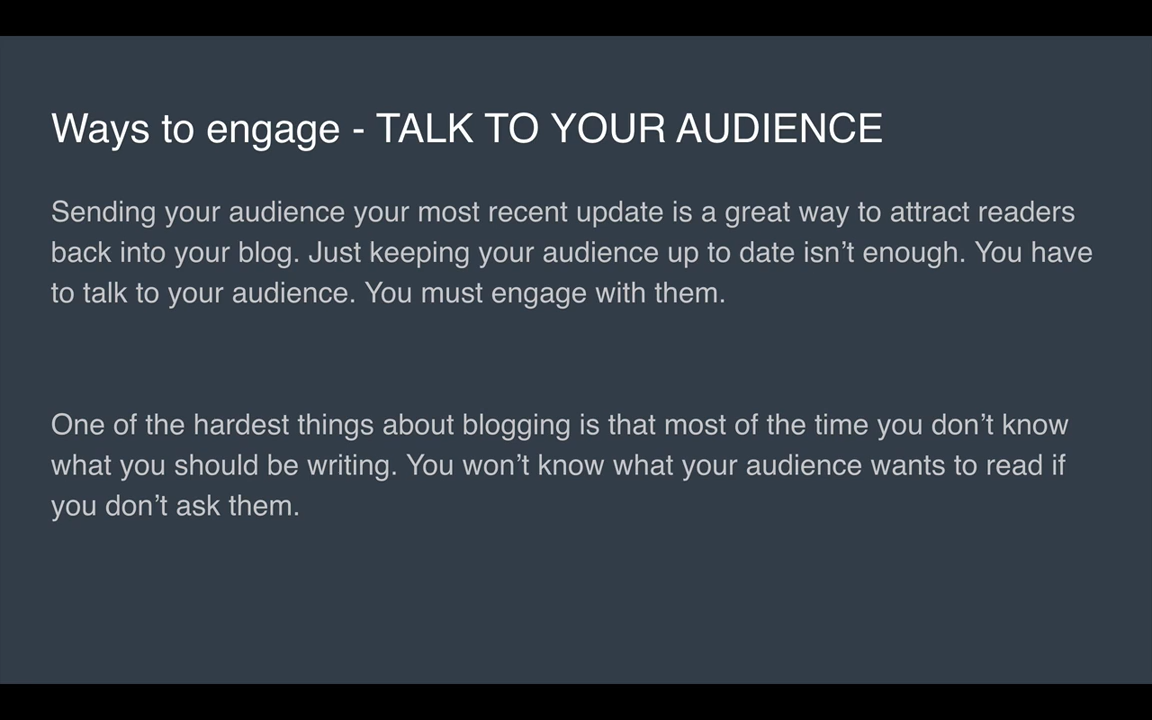 Ways to engage - TALK TO YOUR AUDIENCE
Sending your audience your most recent update is a great way to attract readers
back into your blog. Just keeping your audience up to date isn’t enough. You have
to talk to your audience. You must engage with them.
One of the hardest things about blogging is that most of the time you don’t know
what you should be writing. You won’t know what your audience wants to read if
you don’t ask them.